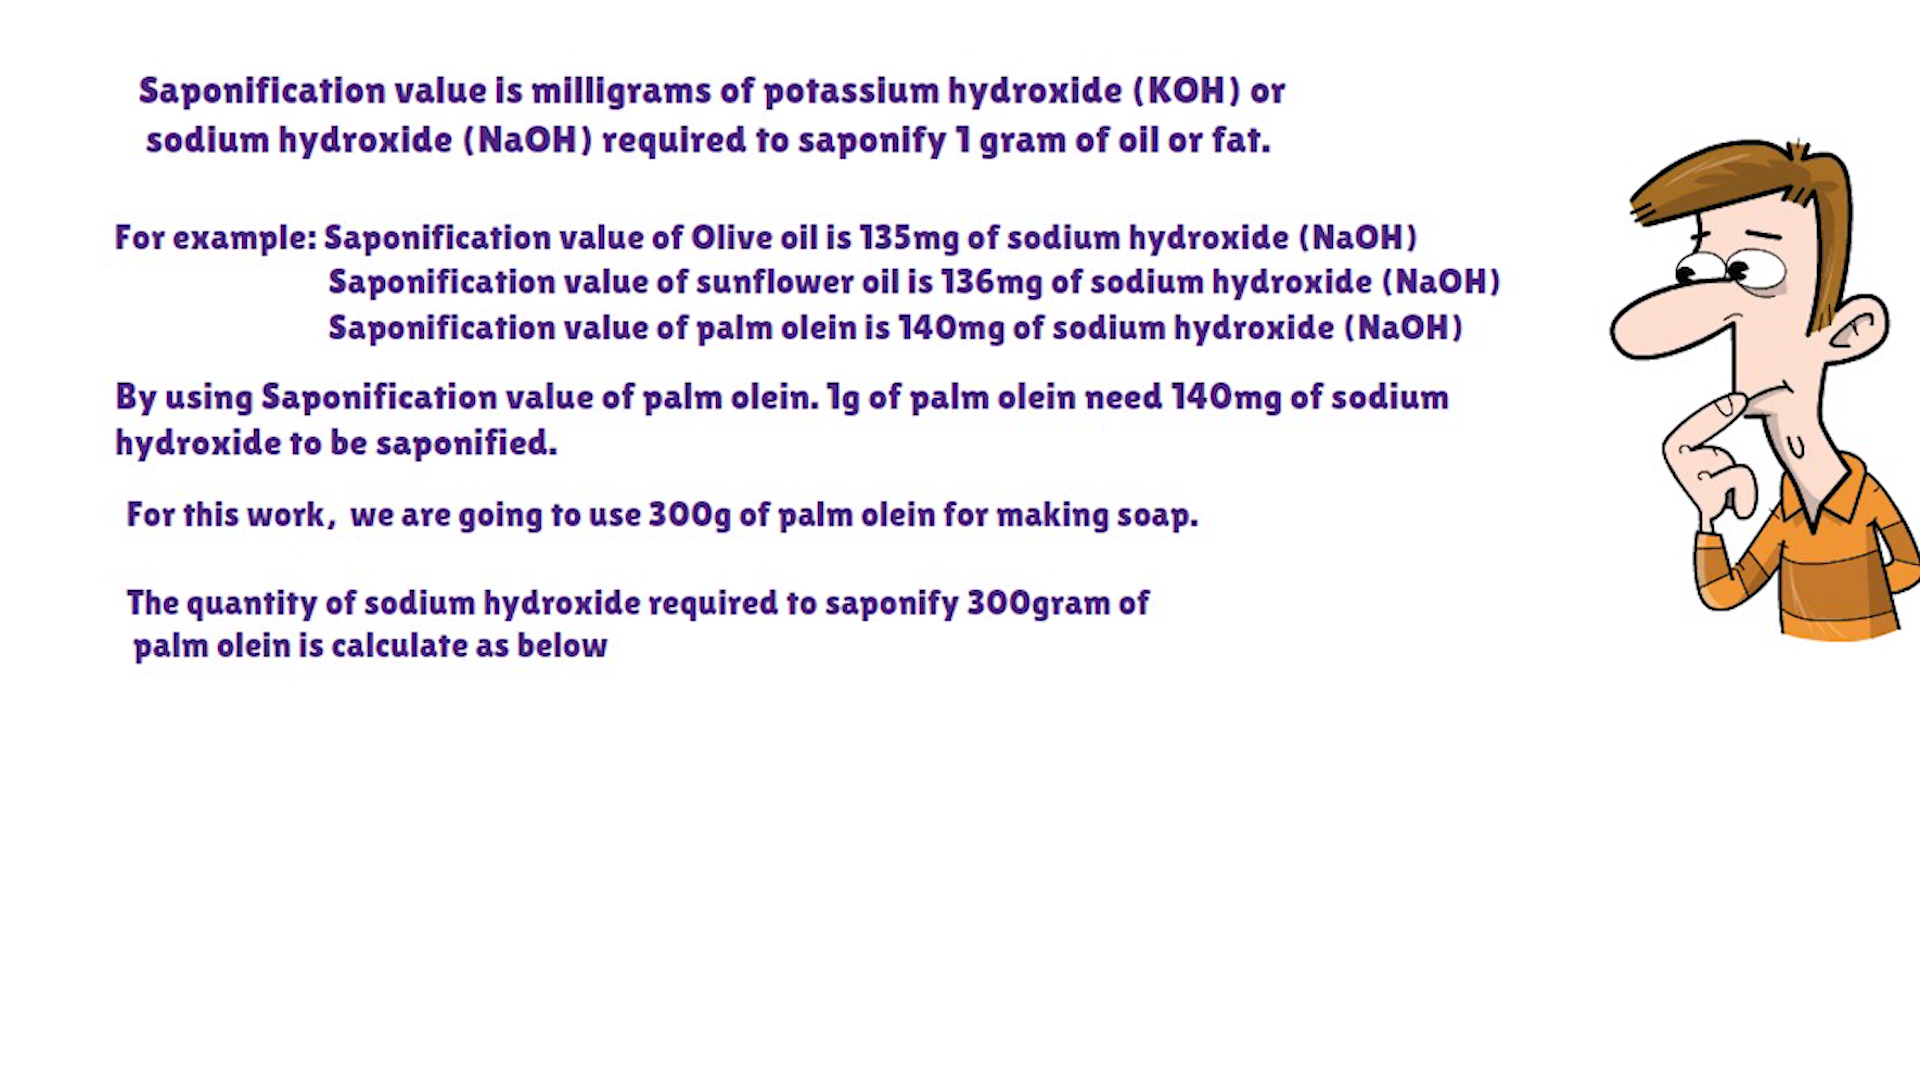 Saponification value is milligrams of potassium hydroxide (KOH) or
sodium hydroxide (NaOH) required to saponify 1 gram of oil or fat.
For example: Saponification value of Olive oil is 135mg of sodium hydroxide (NaOH)
Saponification value of sunflower oil is 136mg of sodium hydroxide (NaOH)
Saponification value of palm olein is 140mg of sodium hydroxide (NaOH)
By using Saponification value of palm olein. 1g of palm olein need 140mg of sodium
hydroxide to be saponified.
For this work, we are going to use 300g of palm olein for making soap.
The quantity of sodium hydroxide required to saponify 300gram of
palm olein is calculate as below